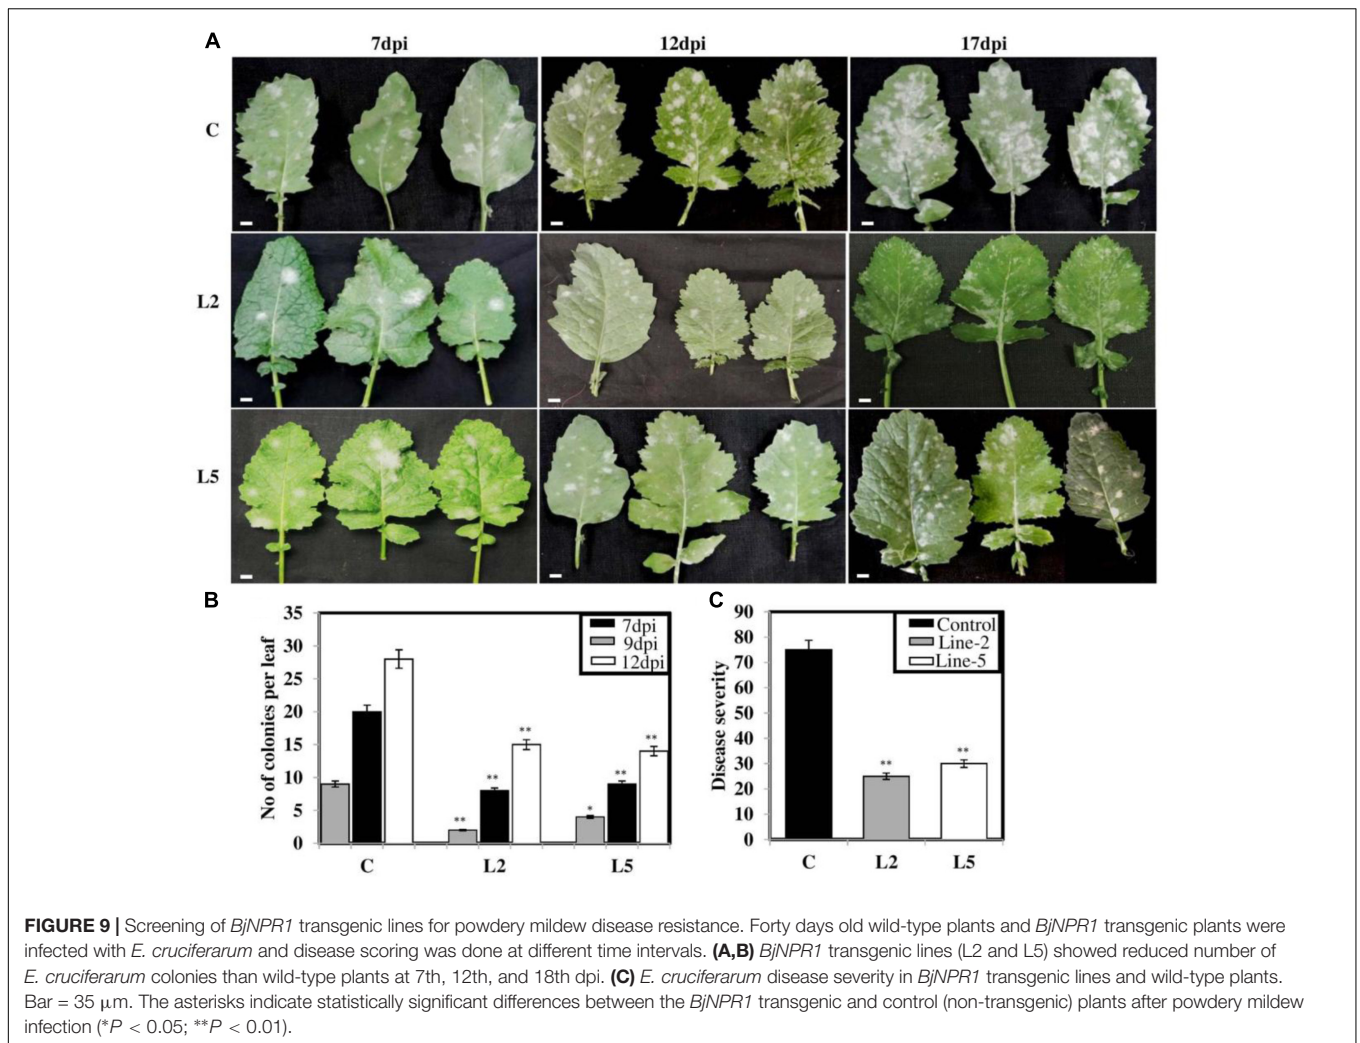 A
7dpi 12dpi 17dpi
C
L2
L5
B
35
30
25
20
15
10
5
0
No of colonies per leaf
7dpi
9dpi
12dpi
** ** **
* ** **
C L2 L5
C
90
80
70
60
50
40
30
20
10
0
Disease severity
Control
Line-2
Line-5
** **
C L2 L5
FIGURE 9 | Screening of BjNPR1 transgenic lines for powdery mildew disease resistance. Forty days old wild-type plants and BjNPR1 transgenic plants were
infected with E. cruciferarum and disease scoring was done at different time intervals. (A,B) BjNPR1 transgenic lines (L2 and L5) showed reduced number of
E. cruciferarum colonies than wild-type plants at 7th, 12th, and 18th dpi. (C) E. cruciferarum disease severity in BjNPR1 transgenic lines and wild-type plants.
Bar = 35 μm. The asterisks indicate statistically significant differences between the BjNPR1 transgenic and control (non-transgenic) plants after powdery mildew
infection (*P < 0.05; **P < 0.01).